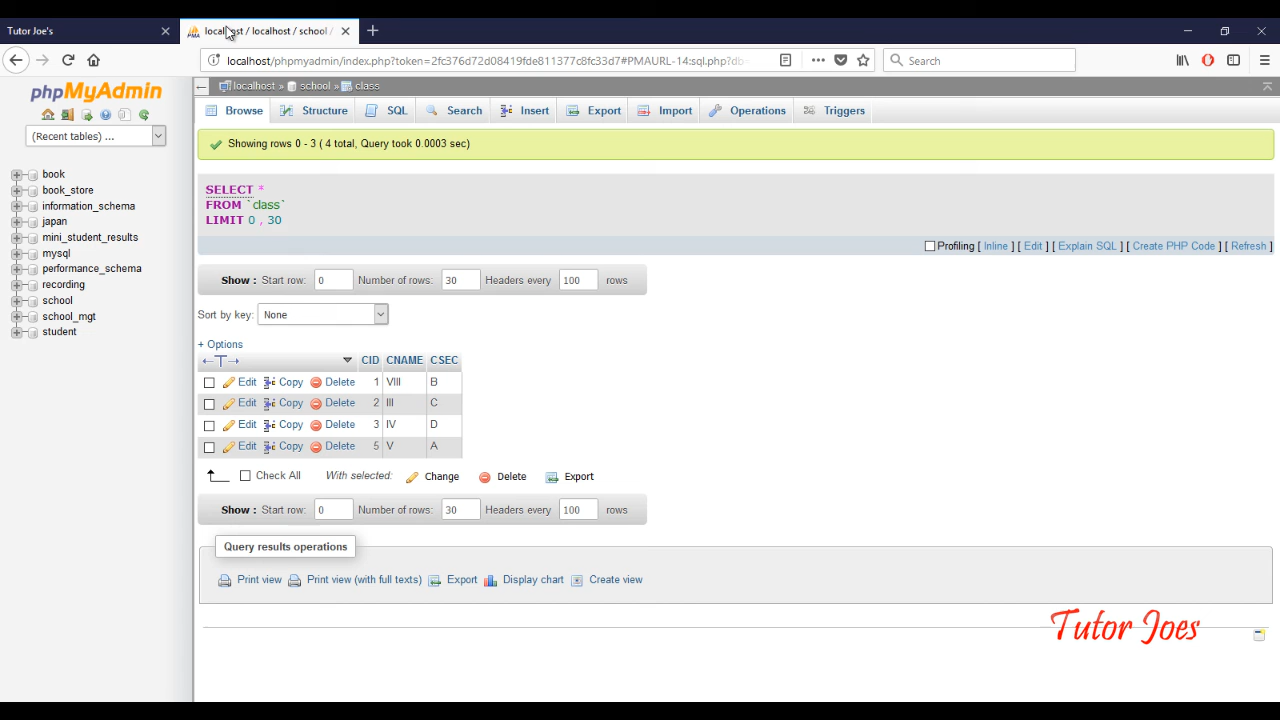 Tutor Joe's
localhost / localhost / school /
localhost/phpmyadmin/index.php?token=2fc376d72d08419fde811377c8fc33d7#PMAURL-14:sql.php?db=
Search
phpMyAdmin
(Recent tables) ...
book
book_store
information_schema
japan
mini_student_results
mysql
performance_schema
recording
school
school_mgt
student
localhost » school » class
Browse Structure SQL Search Insert Export Import Operations Triggers
Showing rows 0 - 3 ( 4 total, Query took 0.0003 sec)
SELECT *
FROM `class`
LIMIT 0 , 30
Profiling [ Inline ] [ Edit ] [ Explain SQL ] [ Create PHP Code ] [ Refresh ]
Show : Start row: 0 Number of rows: 30 Headers every 100 rows
Sort by key: None
+ Options
←T→ CID CNAME CSEC
Edit Copy Delete 1 VIII B
Edit Copy Delete 2 III C
Edit Copy Delete 3 IV D
Edit Copy Delete 5 V A
Check All With selected: Change Delete Export
Show : Start row: 0 Number of rows: 30 Headers every 100 rows
Query results operations
Print view Print view (with full texts) Export Display chart Create view
Tutor Joes